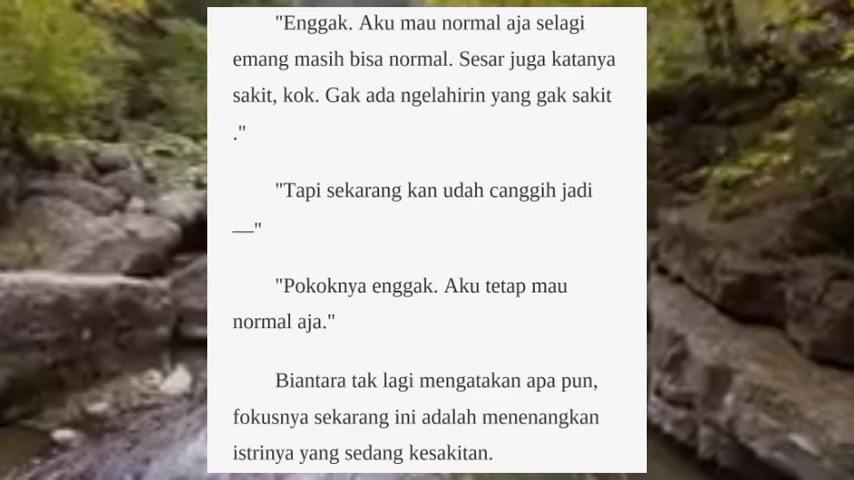 "Enggak. Aku mau normal aja selagi
emang masih bisa normal. Sesar juga katanya
sakit, kok. Gak ada ngelahirin yang gak sakit
."
"Tapi sekarang kan udah canggih jadi
—"
"Pokoknya enggak. Aku tetap mau
normal aja."
Biantara tak lagi mengatakan apa pun,
fokusnya sekarang ini adalah menenangkan
istrinya yang sedang kesakitan.